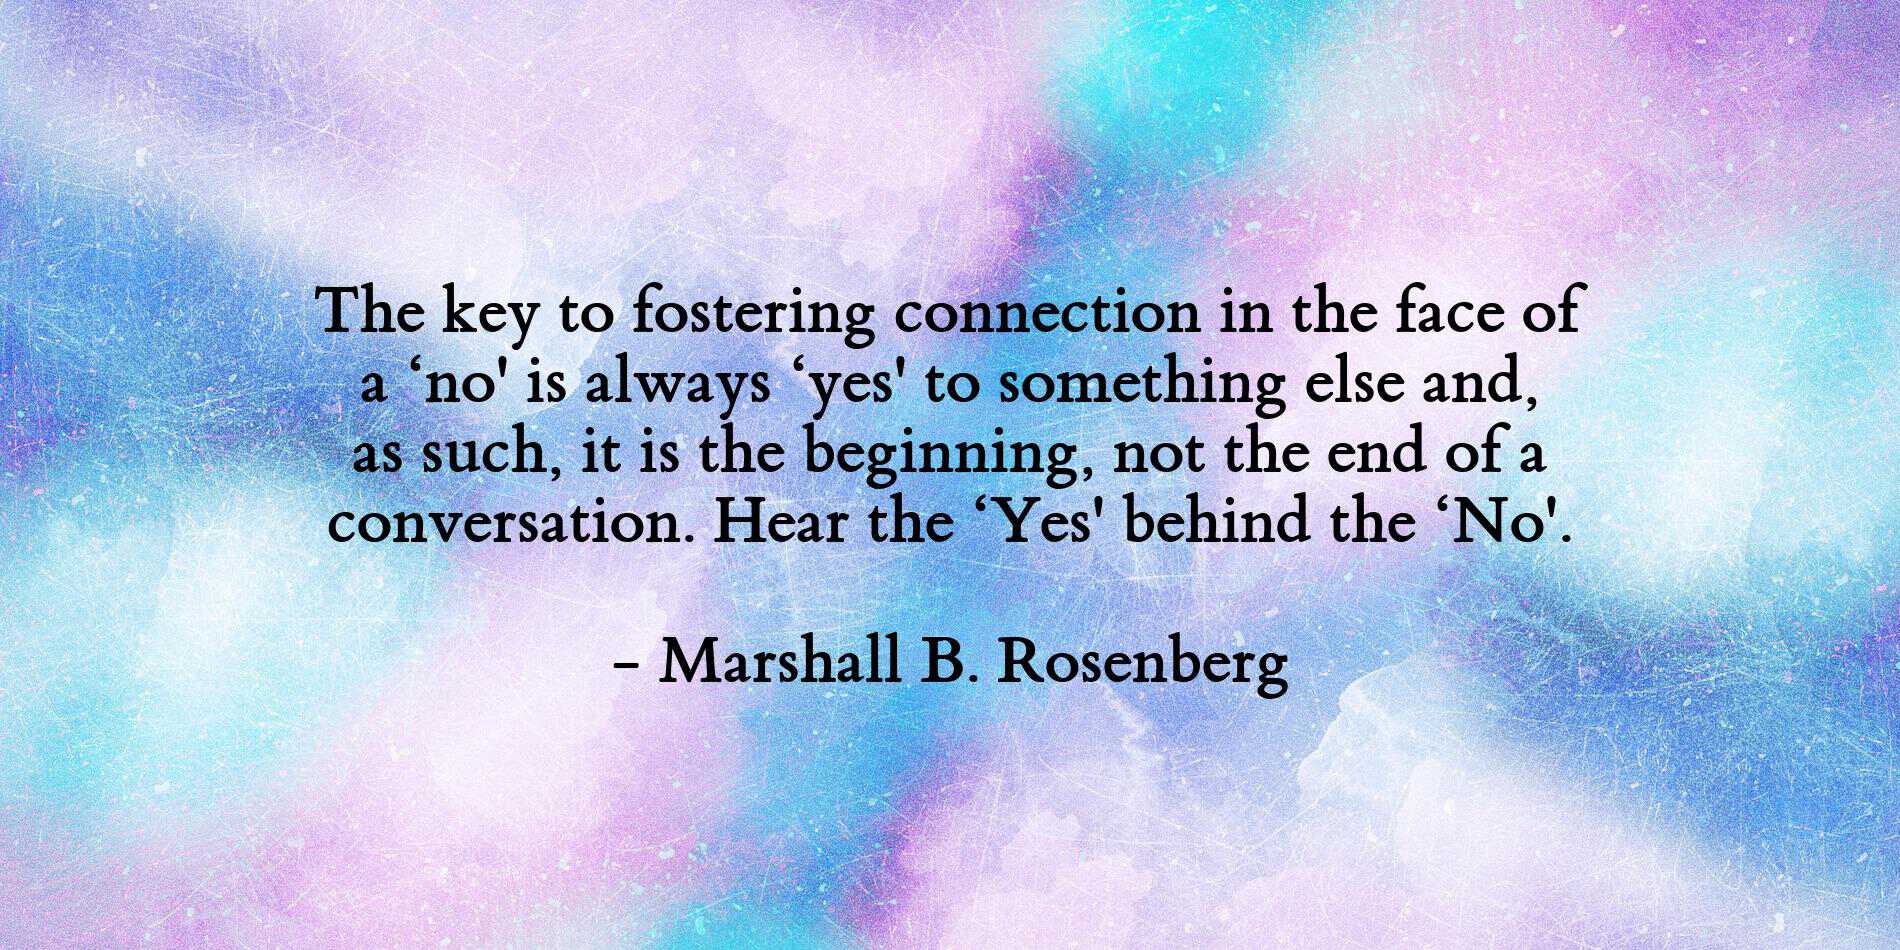 The key to fostering connection in the face of
a ‘no' is always ‘yes' to something else and,
as such, it is the beginning, not the end of a
conversation. Hear the ‘Yes' behind the ‘No'.
– Marshall B. Rosenberg